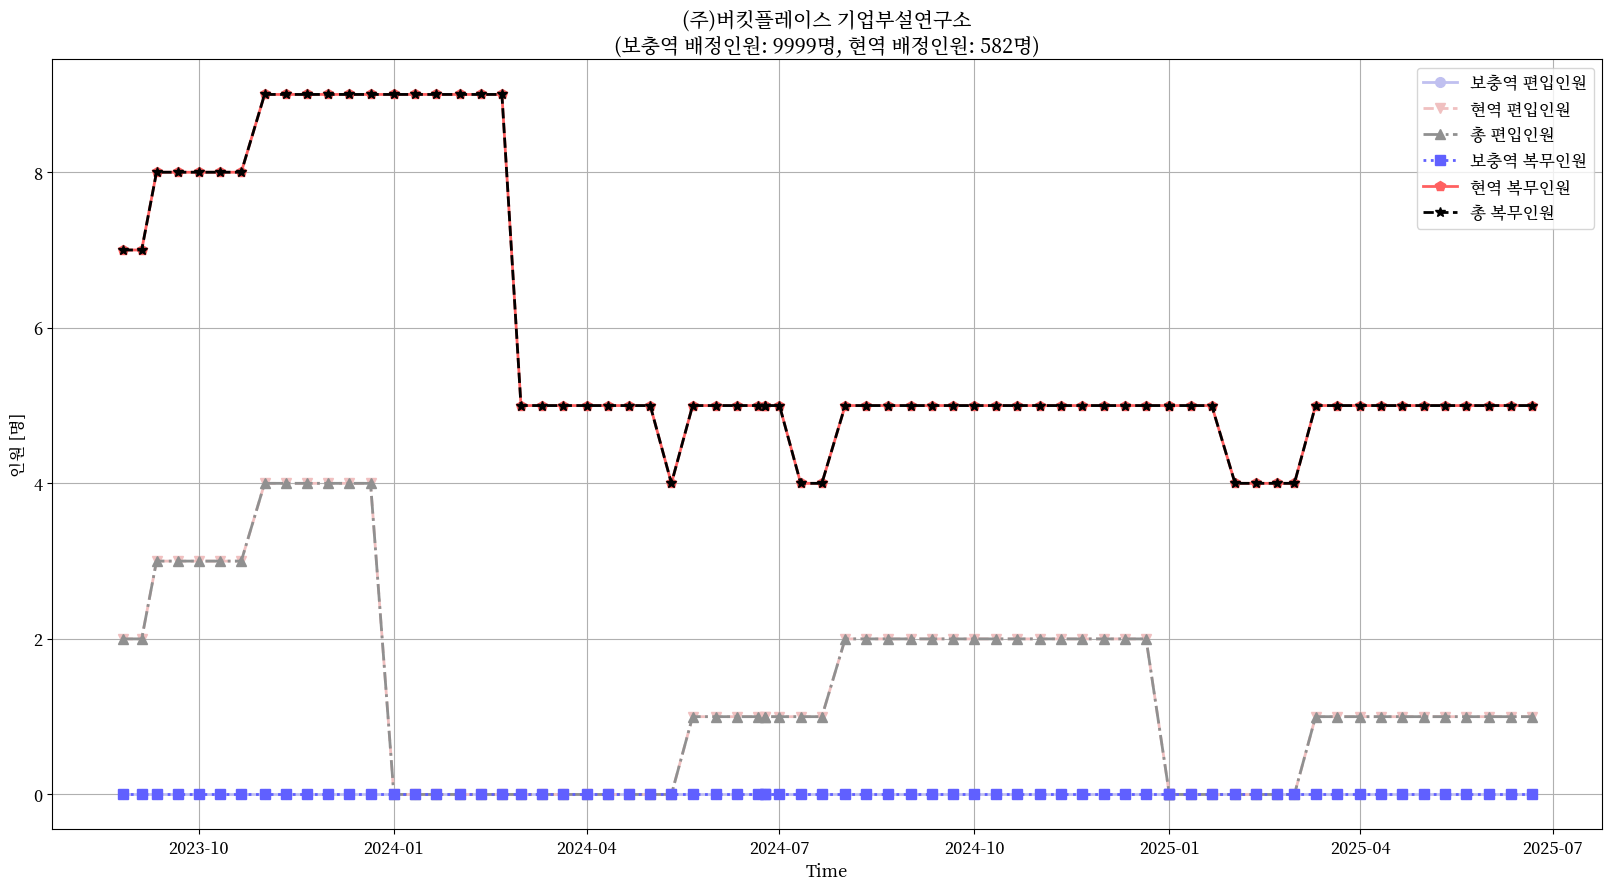 (주)버킷플레이스 기업부설연구소
(보충역 배정인원: 9999명, 현역 배정인원: 582명)
보충역 편입인원
현역 편입인원
총 편입인원
보충역 복무인원
현역 복무인원
총 복무인원
인원 [명]
8
6
4
2
0
2023-10
2024-01
2024-04
2024-07
2024-10
2025-01
2025-04
2025-07
Time